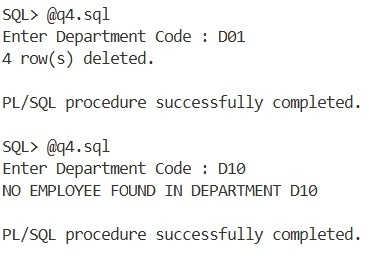 SQL> @q4.sql
Enter Department Code : D01
4 row(s) deleted.
PL/SQL procedure successfully completed.
SQL> @q4.sql
Enter Department Code : D10
NO EMPLOYEE FOUND IN DEPARTMENT D10
PL/SQL procedure successfully completed.